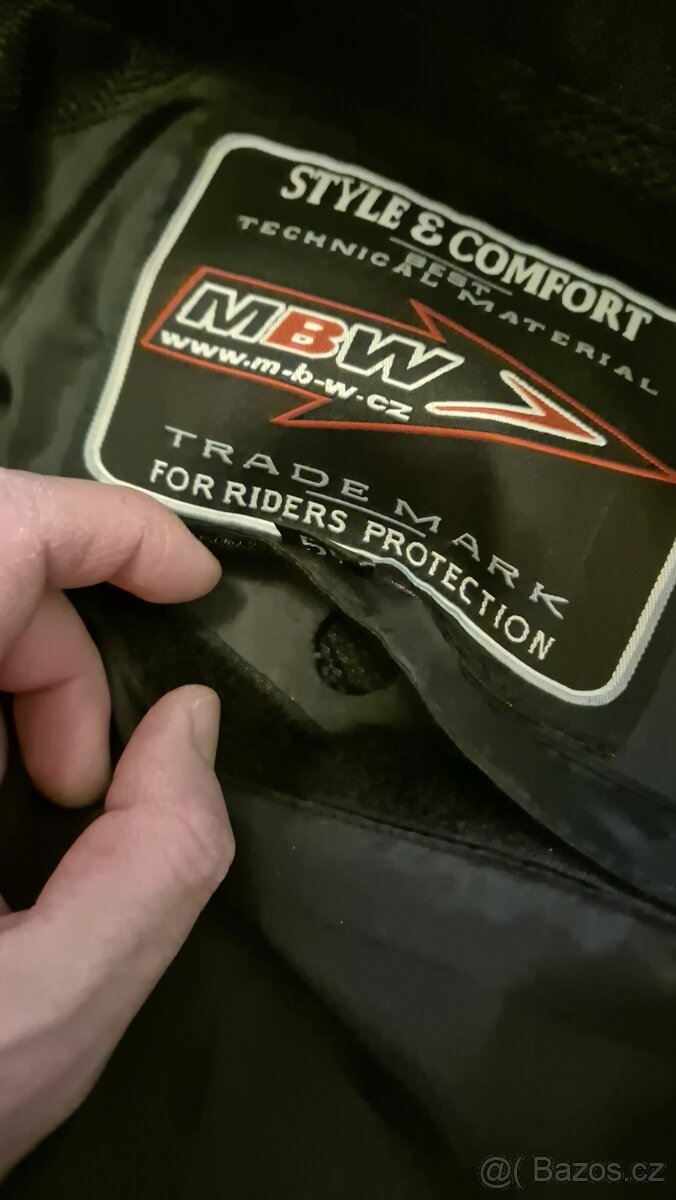 STYLE & COMFORT
BEST
TECHNICAL MATERIAL
MBW
www.m-b-w.cz
TRADE MARK
FOR RIDERS PROTECTION
@( Bazos.cz